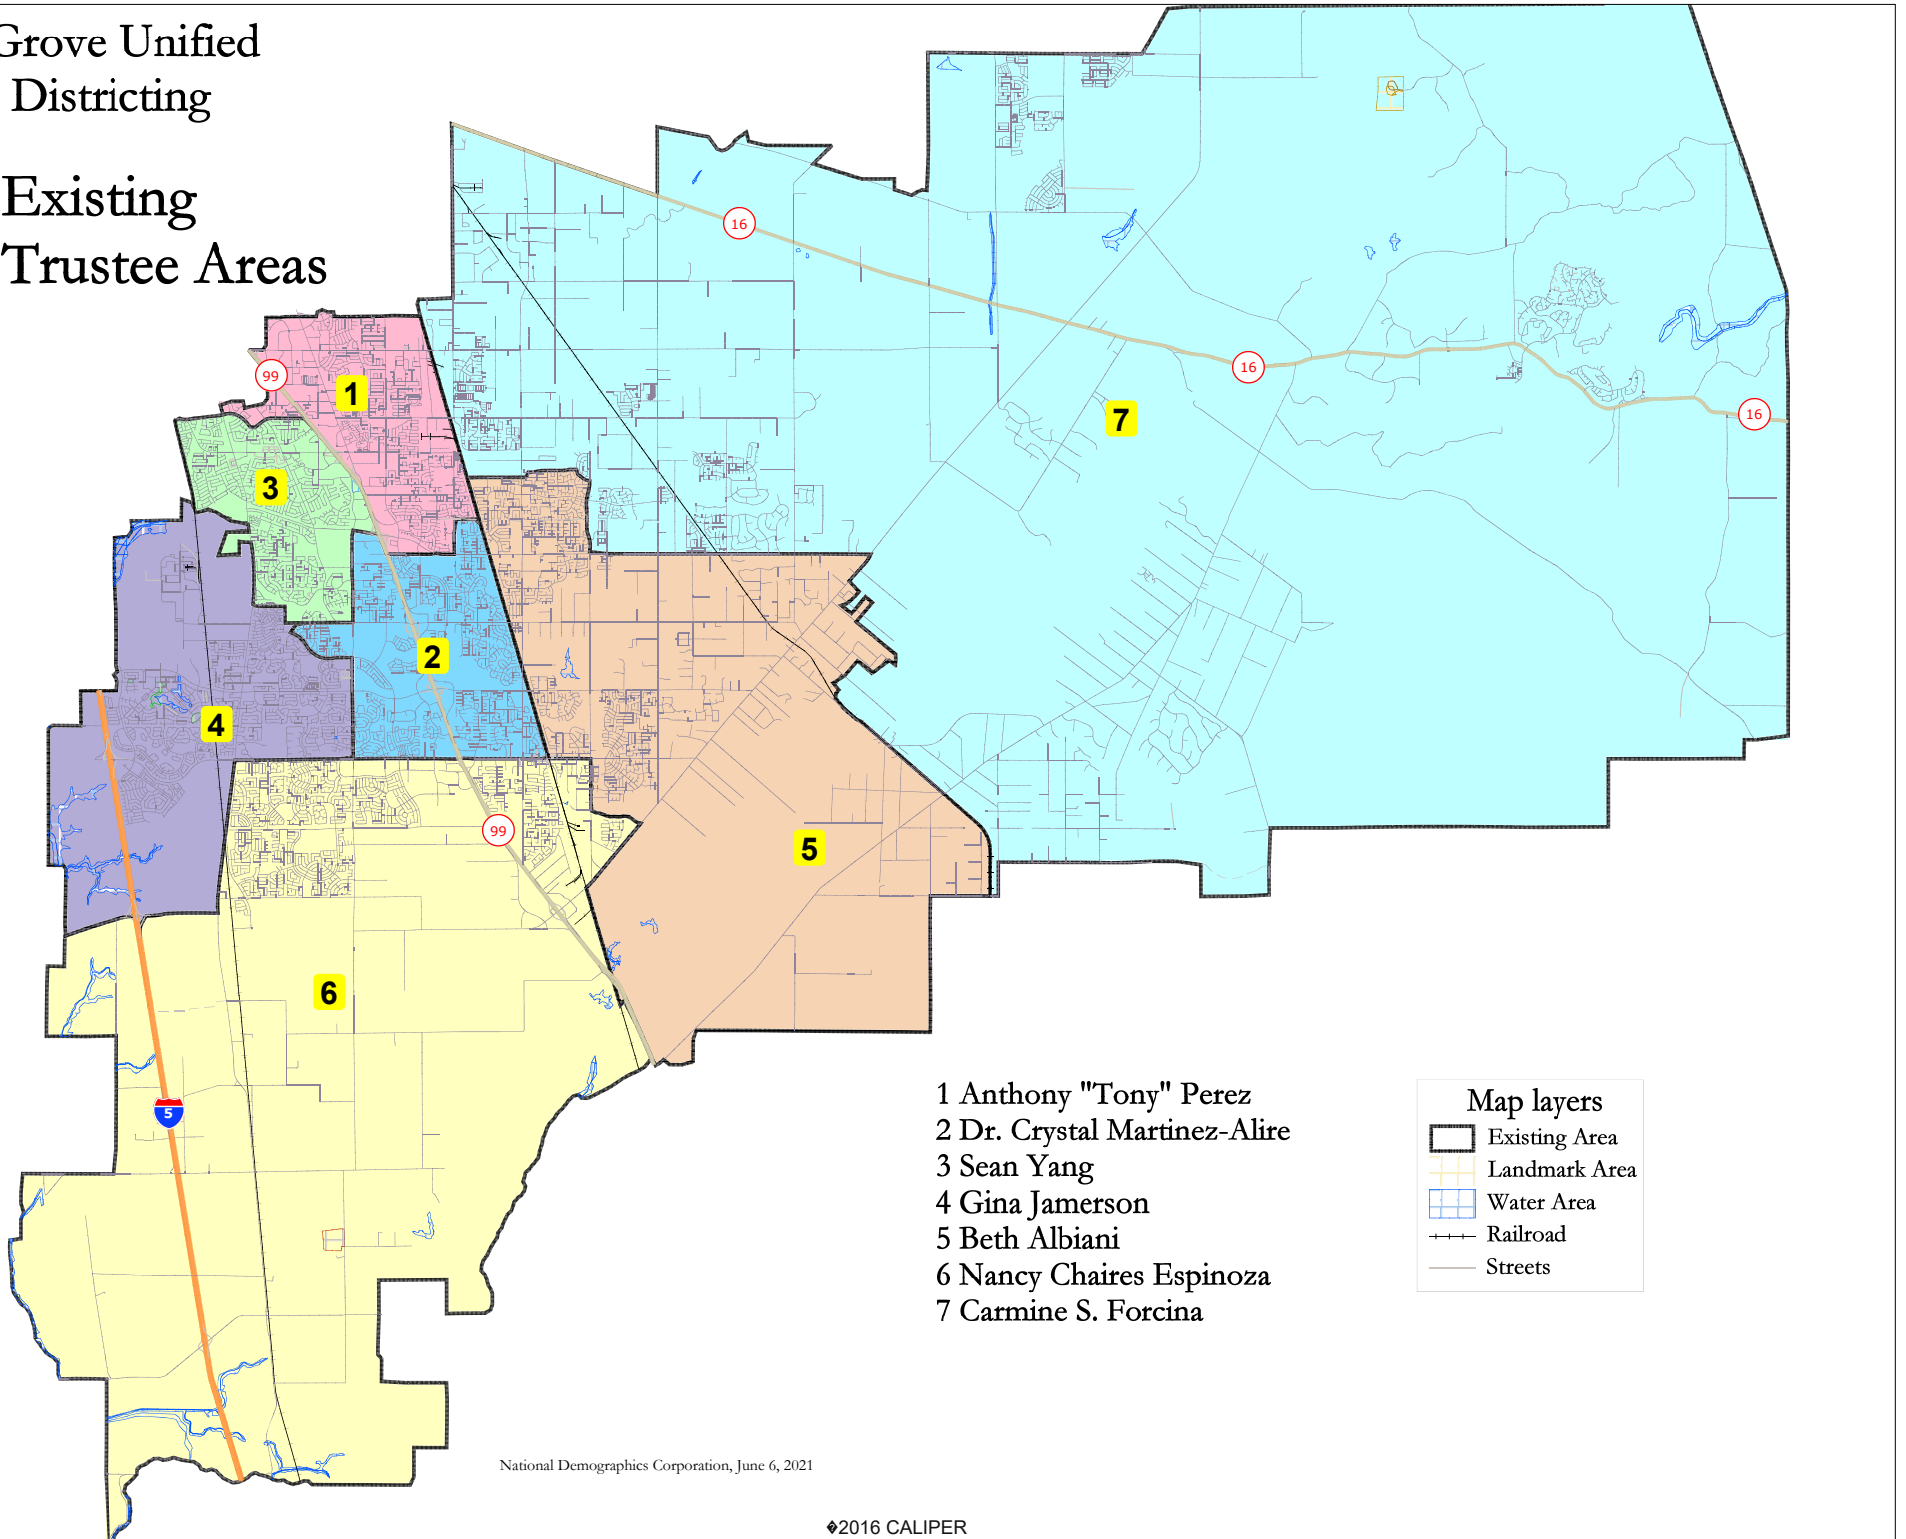 Grove Unified
Districting
Existing
Trustee Areas
16
16
16
99
1
7
3
2
4
99
5
6
5
1 Anthony "Tony" Perez
2 Dr. Crystal Martinez-Alire
3 Sean Yang
4 Gina Jamerson
5 Beth Albiani
6 Nancy Chaires Espinoza
7 Carmine S. Forcina
Map layers
Existing Area
Landmark Area
Water Area
Railroad
Streets
National Demographics Corporation, June 6, 2021
�2016 CALIPER